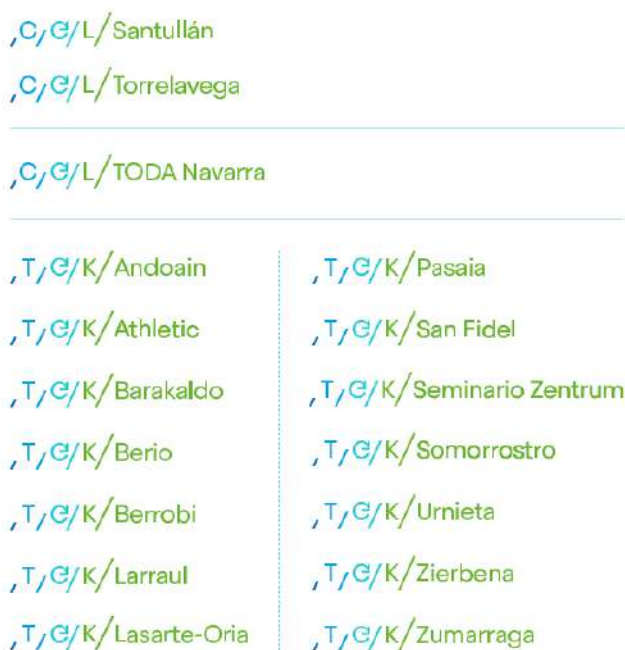 ,C/G/L/Santullán
,C/G/L/Torrelavega
,C/G/L/TODA Navarra
,T/G/K/Andoain
,T/G/K/Athletic
,T/G/K/Barakaldo
,T/G/K/Berio
,T/G/K/Berrobi
,T/G/K/Larraul
,T/G/K/Lasarte-Oria
,T/G/K/Pasaia
,T/G/K/San Fidel
,T/G/K/Seminario Zentrum
,T/G/K/Somorrostro
,T/G/K/Urnieta
,T/G/K/Zierbena
,T/G/K/Zumarraga